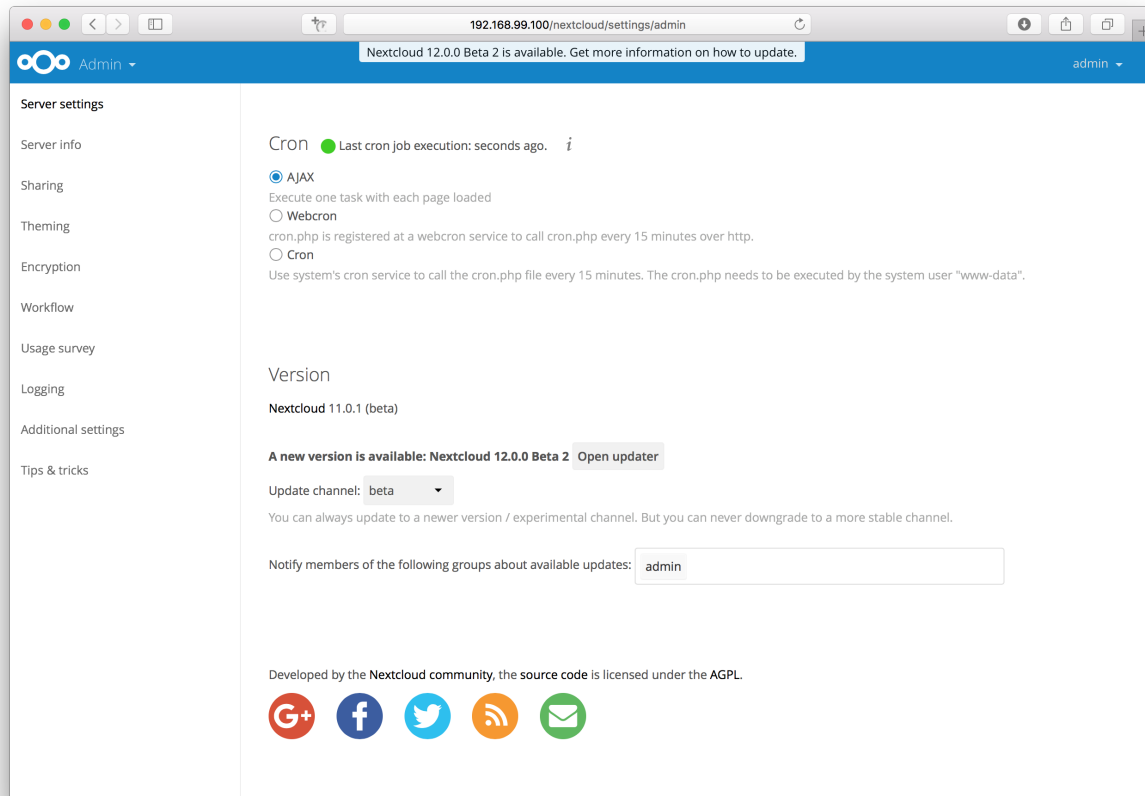 192.168.99.100/nextcloud/settings/admin
Nextcloud 12.0.0 Beta 2 is available. Get more information on how to update.
Admin
admin
Server settings
Server info
Sharing
Theming
Encryption
Workflow
Usage survey
Logging
Additional settings
Tips & tricks
Cron Last cron job execution: seconds ago. i
AJAX
Execute one task with each page loaded
Webcron
cron.php is registered at a webcron service to call cron.php every 15 minutes over http.
Cron
Use system's cron service to call the cron.php file every 15 minutes. The cron.php needs to be executed by the system user "www-data".
Version
Nextcloud 11.0.1 (beta)
A new version is available: Nextcloud 12.0.0 Beta 2 Open updater
Update channel: beta
You can always update to a newer version / experimental channel. But you can never downgrade to a more stable channel.
Notify members of the following groups about available updates: admin
Developed by the Nextcloud community, the source code is licensed under the AGPL.
G+ f